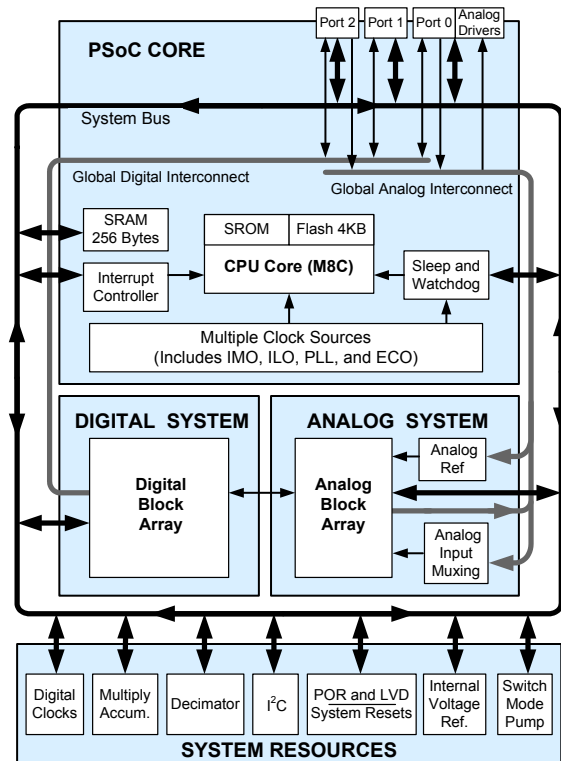 Port 2
Port 1
Port 0
Analog
Drivers
PSoC CORE
System Bus
Global Digital Interconnect
Global Analog Interconnect
SRAM
256 Bytes
SROM
Flash 4KB
CPU Core (M8C)
Interrupt
Controller
Sleep and
Watchdog
Multiple Clock Sources
(Includes IMO, ILO, PLL, and ECO)
DIGITAL SYSTEM
Digital
Block
Array
ANALOG SYSTEM
Analog
Block
Array
Analog
Ref
Analog
Input
Muxing
Digital
Clocks
Multiply
Accum.
Decimator
I²C
POR and LVD
System Resets
Internal
Voltage
Ref.
Switch
Mode
Pump
SYSTEM RESOURCES